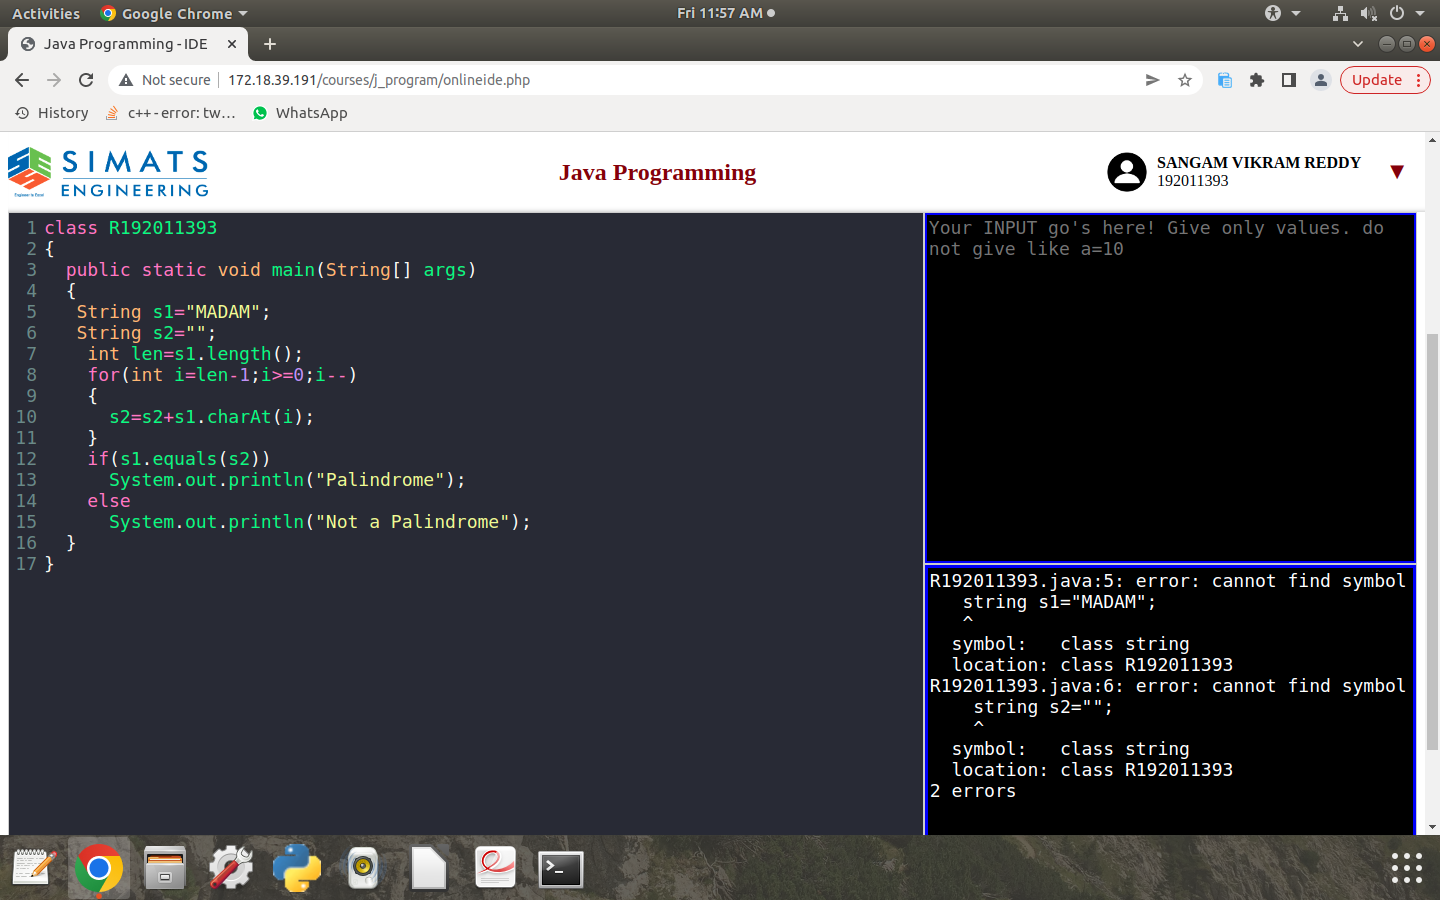 Activities Google Chrome Fri 11:57 AM
Java Programming - IDE
Not secure 172.18.39.191/courses/j_program/onlineide.php Update
History c++ - error: tw... WhatsApp
SIMATS
ENGINEERING
Engineer to Excel
Java Programming
SANGAM VIKRAM REDDY
192011393
1 class R192011393
2 {
3 public static void main(String[] args)
4 {
5 String s1="MADAM";
6 String s2="";
7 int len=s1.length();
8 for(int i=len-1;i>=0;i--)
9 {
10 s2=s2+s1.charAt(i);
11 }
12 if(s1.equals(s2))
13 System.out.println("Palindrome");
14 else
15 System.out.println("Not a Palindrome");
16 }
17 }
Your INPUT go's here! Give only values. do
not give like a=10
R192011393.java:5: error: cannot find symbol
string s1="MADAM";
^
symbol: class string
location: class R192011393
R192011393.java:6: error: cannot find symbol
string s2="";
^
symbol: class string
location: class R192011393
2 errors